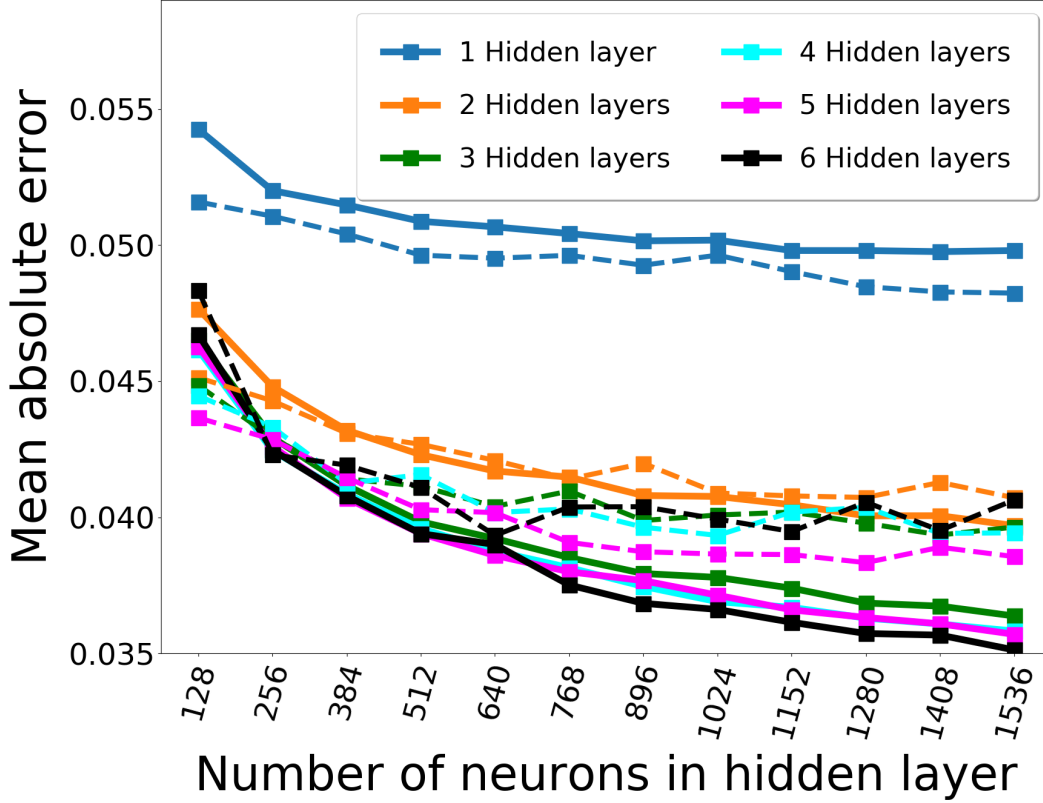 1 Hidden layer
2 Hidden layers
3 Hidden layers
4 Hidden layers
5 Hidden layers
6 Hidden layers
Mean absolute error
0.055
0.050
0.045
0.040
0.035
128
256
384
512
640
768
896
1024
1152
1280
1408
1536
Number of neurons in hidden layer